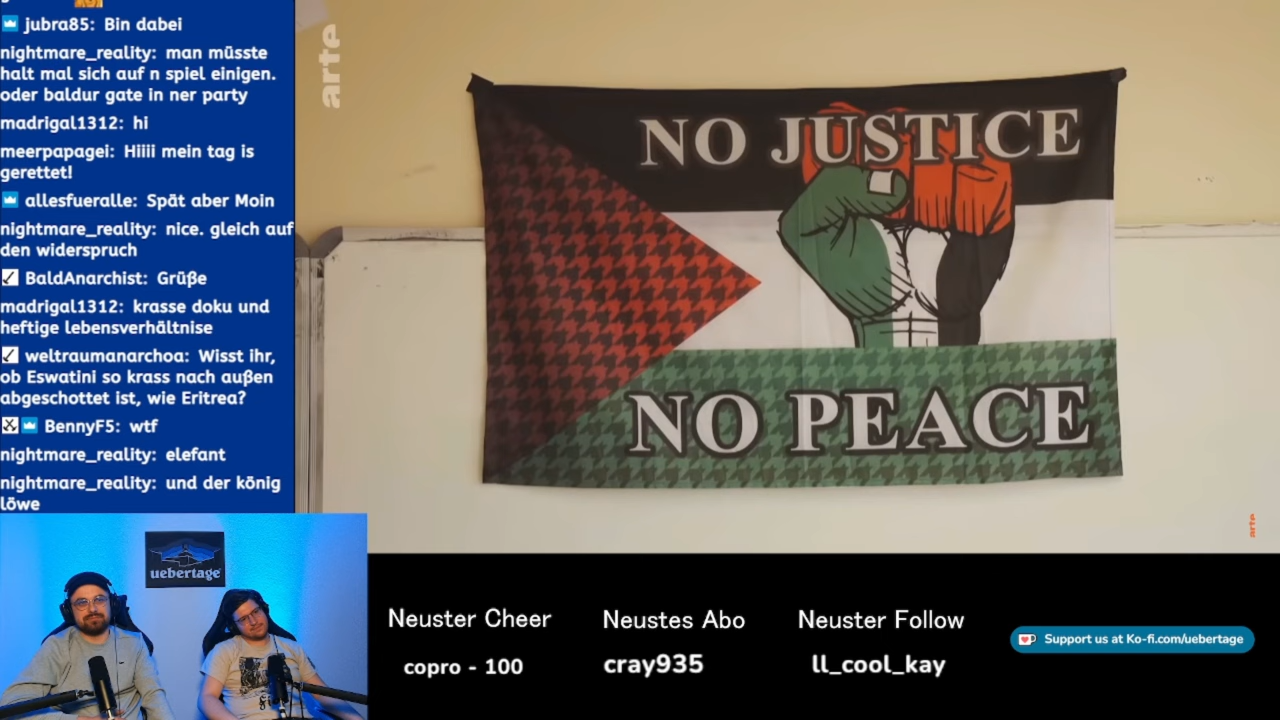 jubra85: Bin dabei
nightmare_reality: man müsste
halt mal sich auf n spiel einigen.
oder baldur gate in ner party
madrigal1312: hi
meerpapagei: Hiiii mein tag is
gerettet!
allesfueralle: Spät aber Moin
nightmare_reality: nice. gleich auf
den widerspruch
BaldAnarchist: Grüße
madrigal1312: krasse doku und
heftige lebensverhältnise
weltraumanarchoa: Wisst ihr,
ob Eswatini so krass nach außen
abgeschottet ist, wie Eritrea?
BennyF5: wtf
nightmare_reality: elefant
nightmare_reality: und der könig
löwe
arte
NO JUSTICE
NO PEACE
arte
uebertage
Neuster Cheer
copro - 100
Neustes Abo
cray935
Neuster Follow
ll_cool_kay
Support us at Ko-fi.com/uebertage